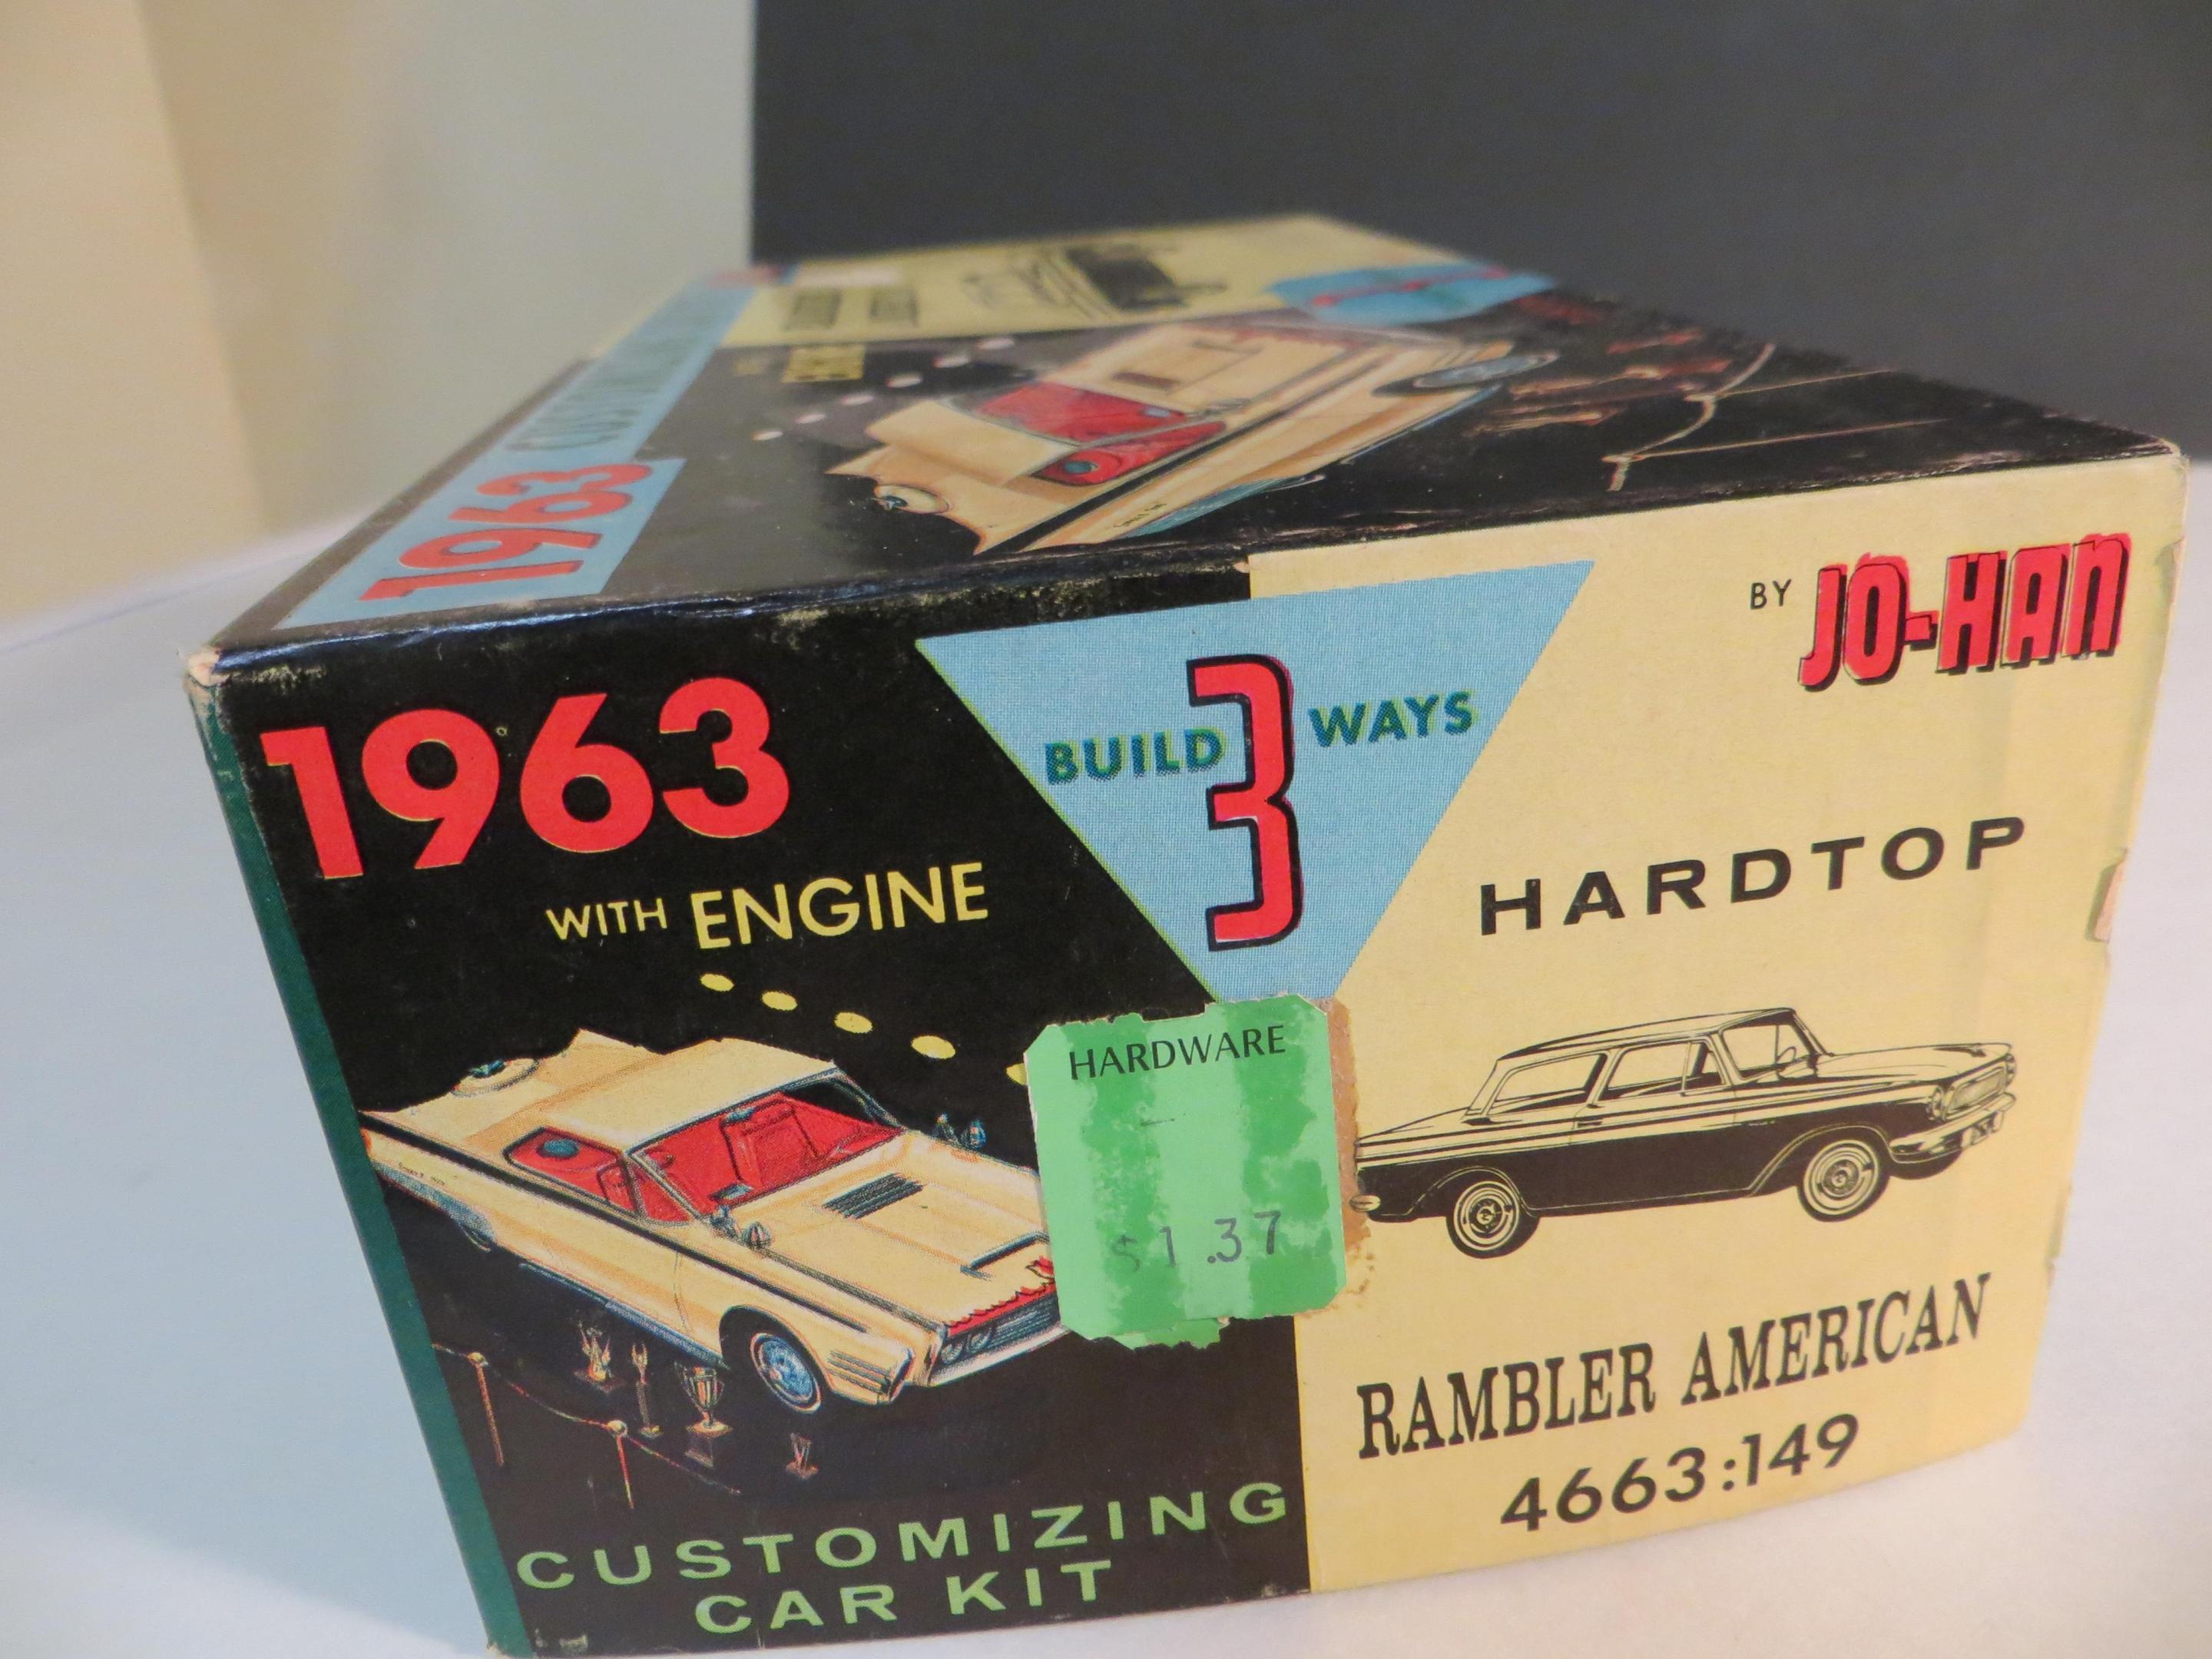 1963
1963
WITH ENGINE
BUILD 3 WAYS
BY JO-HAN
HARDTOP
HARDWARE
$1.37
RAMBLER AMERICAN
4663:149
CUSTOMIZING
CAR KIT